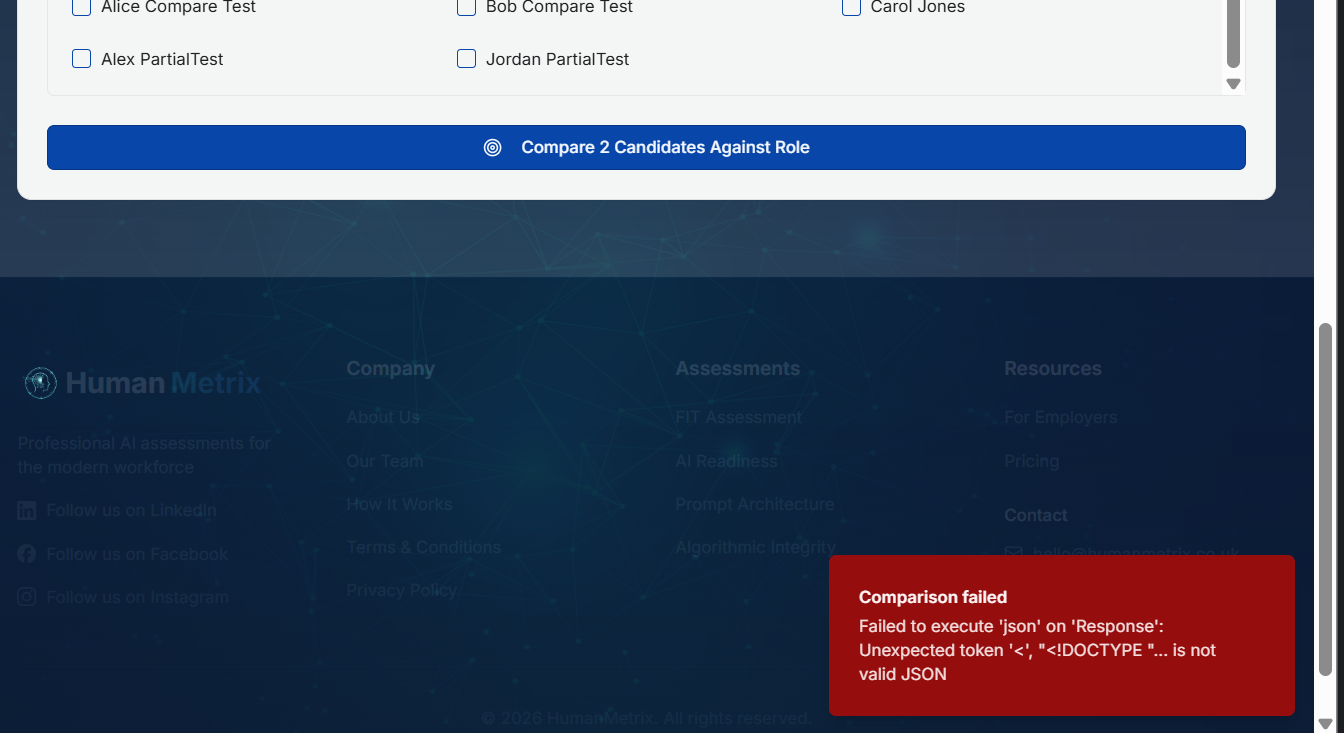 Alice Compare Test
Bob Compare Test
Carol Jones
Alex PartialTest
Jordan PartialTest
Compare 2 Candidates Against Role
Human Metrix
Professional AI assessments for
the modern workforce
Follow us on LinkedIn
Follow us on Facebook
Follow us on Instagram
Company
About Us
Our Team
How It Works
Terms & Conditions
Privacy Policy
Assessments
FIT Assessment
AI Readiness
Prompt Architecture
Algorithmic Integrity
Resources
For Employers
Pricing
Contact
hello@humanmetrix.co.uk
Comparison failed
Failed to execute 'json' on 'Response':
Unexpected token '<', "<!DOCTYPE "... is not
valid JSON
© 2026 HumanMetrix. All rights reserved.